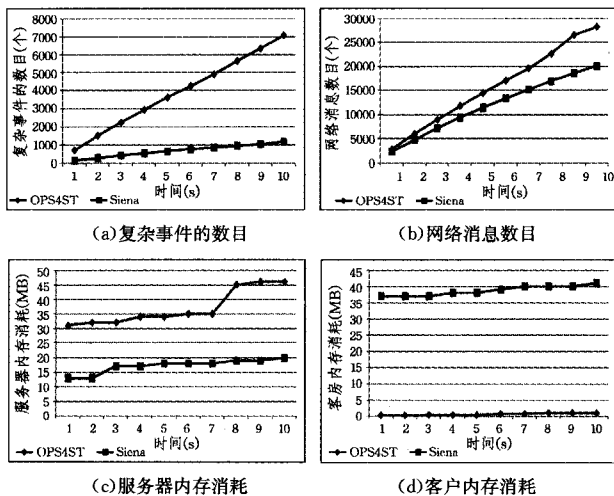 复杂事件的数目(个)
8000
7000
6000
5000
4000
3000
2000
1000
0
1 2 3 4 5 6 7 8 9 10
时间(s)
OPS4ST Siena
(a)复杂事件的数目
网络消息数目(个)
30000
25000
20000
15000
10000
5000
0
1 2 3 4 5 6 7 8 9 10
时间(s)
OPS4ST Siena
(b)网络消息数目
服务器内存消耗(MB)
50
45
40
35
30
25
20
15
10
5
0
1 2 3 4 5 6 7 8 9 10
时间(s)
OPS4ST Siena
(c)服务器内存消耗
客房内存消耗(MB)
45
40
35
30
25
20
15
10
5
0
1 2 3 4 5 6 7 8 9 10
时间(s)
OPS4ST Siena
(d)客户内存消耗